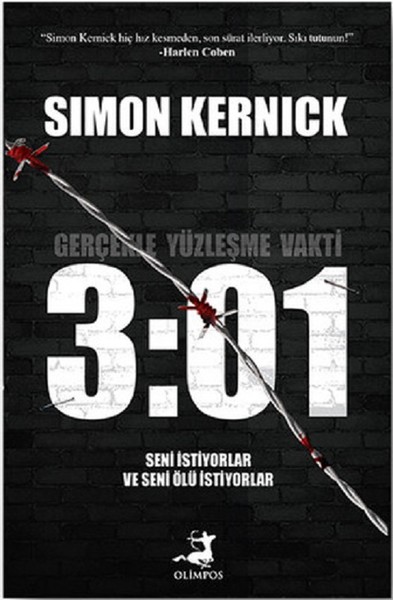 “Simon Kernick hiç hız kesmeden, son sürat ilerliyor. Sıkı tutunun!”
-Harlen Coben
SIMON KERNICK
GERÇEKLE YÜZLEŞME VAKTİ
3:01
SENİ İSTİYORLAR
VE SENİ ÖLÜ İSTİYORLAR
OLİMPOS